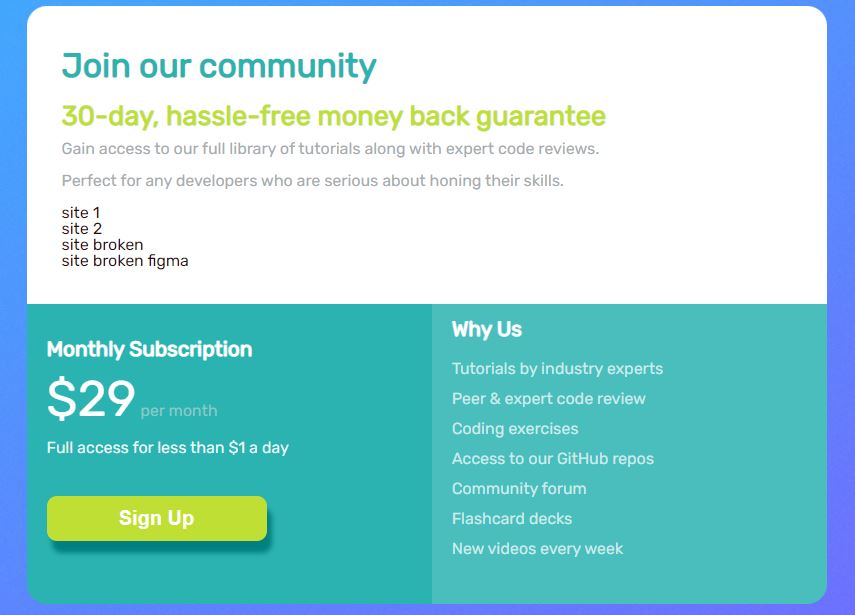 Join our community
30-day, hassle-free money back guarantee
Gain access to our full library of tutorials along with expert code reviews.
Perfect for any developers who are serious about honing their skills.
site 1
site 2
site broken
site broken figma
Monthly Subscription
$29 per month
Full access for less than $1 a day
Sign Up
Why Us
Tutorials by industry experts
Peer & expert code review
Coding exercises
Access to our GitHub repos
Community forum
Flashcard decks
New videos every week